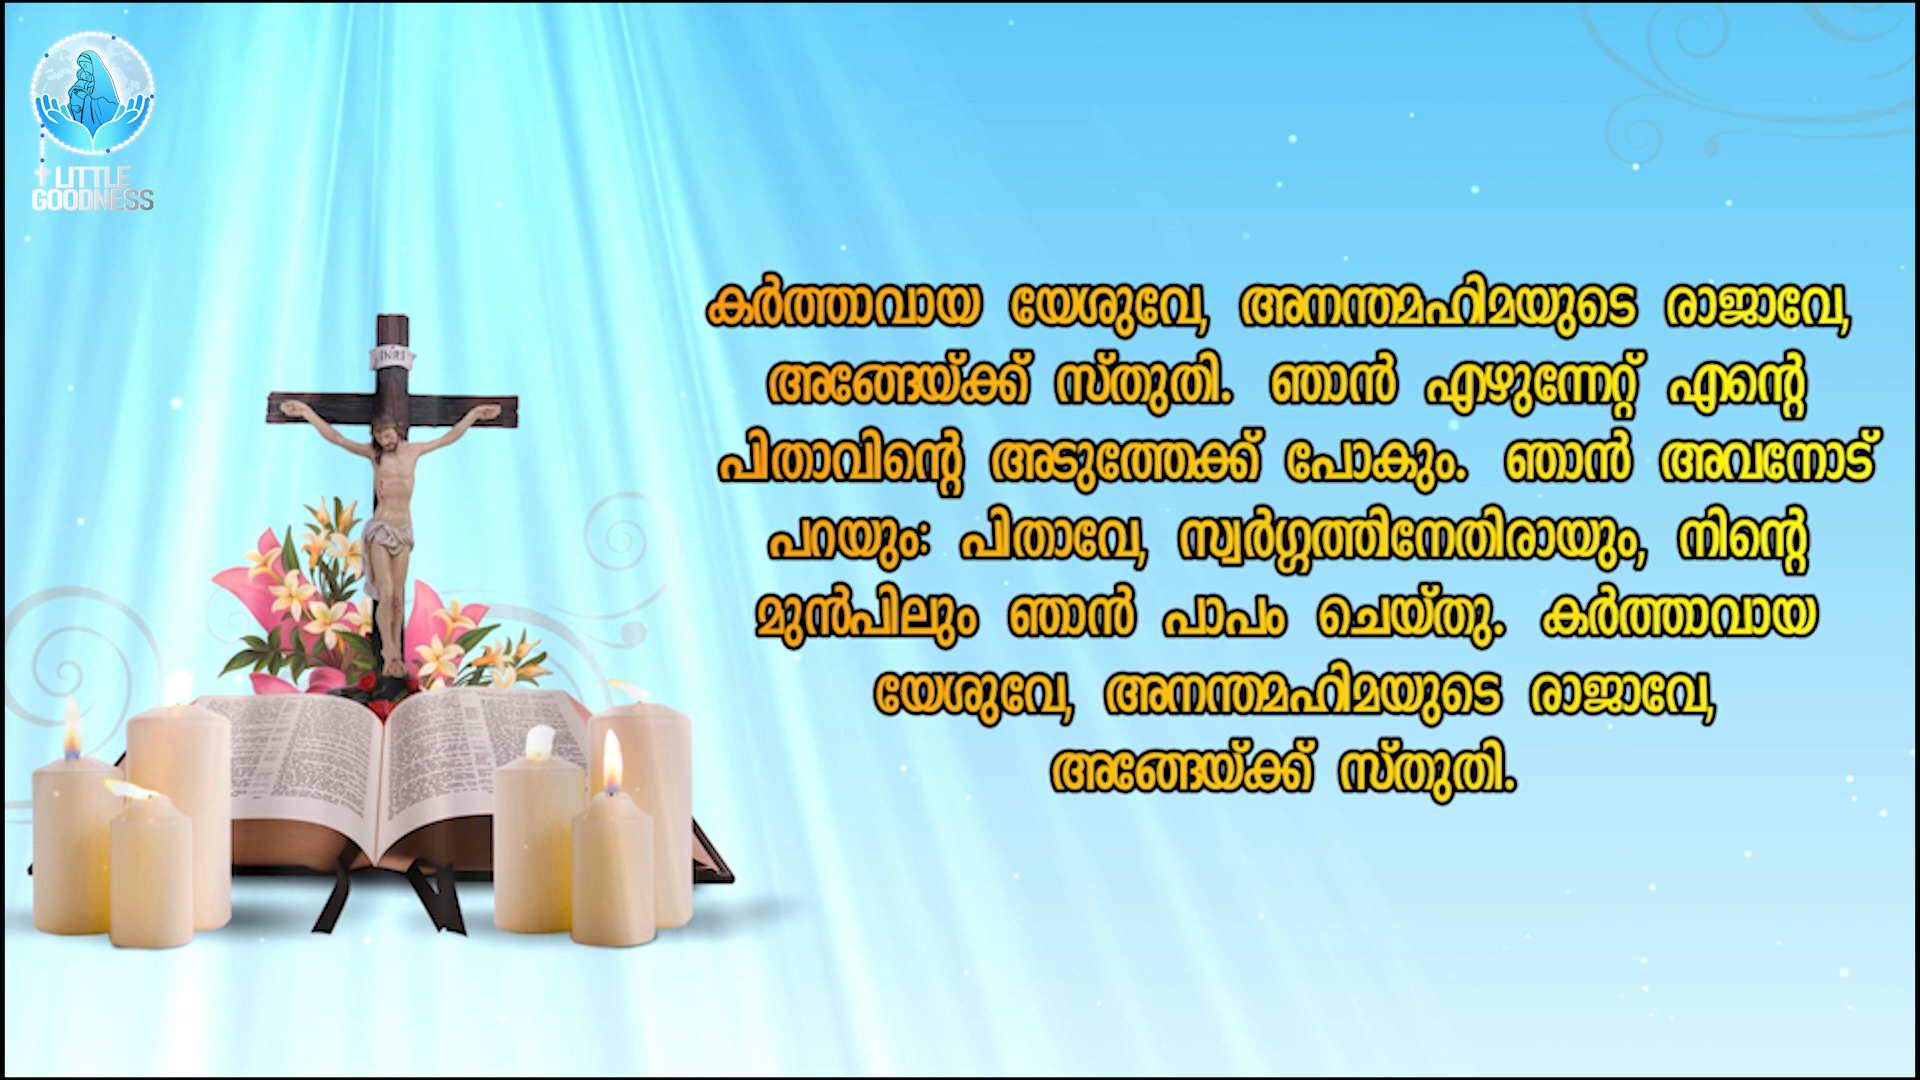 LITTLE
GOODNESS
INRI
കർത്താവായ യേശുവേ, അനന്തമഹിമയുടെ രാജാവേ,
അങ്ങേയ്ക്ക് സ്തുതി. ഞാൻ എഴുന്നേറ്റ് എന്റെ
പിതാവിന്റെ അടുത്തേക്ക് പോകും. ഞാൻ അവനോട്
പറയും: പിതാവേ, സ്വർഗ്ഗത്തിനേതിരായും, നിന്റെ
മുൻപിലും ഞാൻ പാപം ചെയ്തു. കർത്താവായ
യേശുവേ, അനന്തമഹിമയുടെ രാജാവേ,
അങ്ങേയ്ക്ക് സ്തുതി.